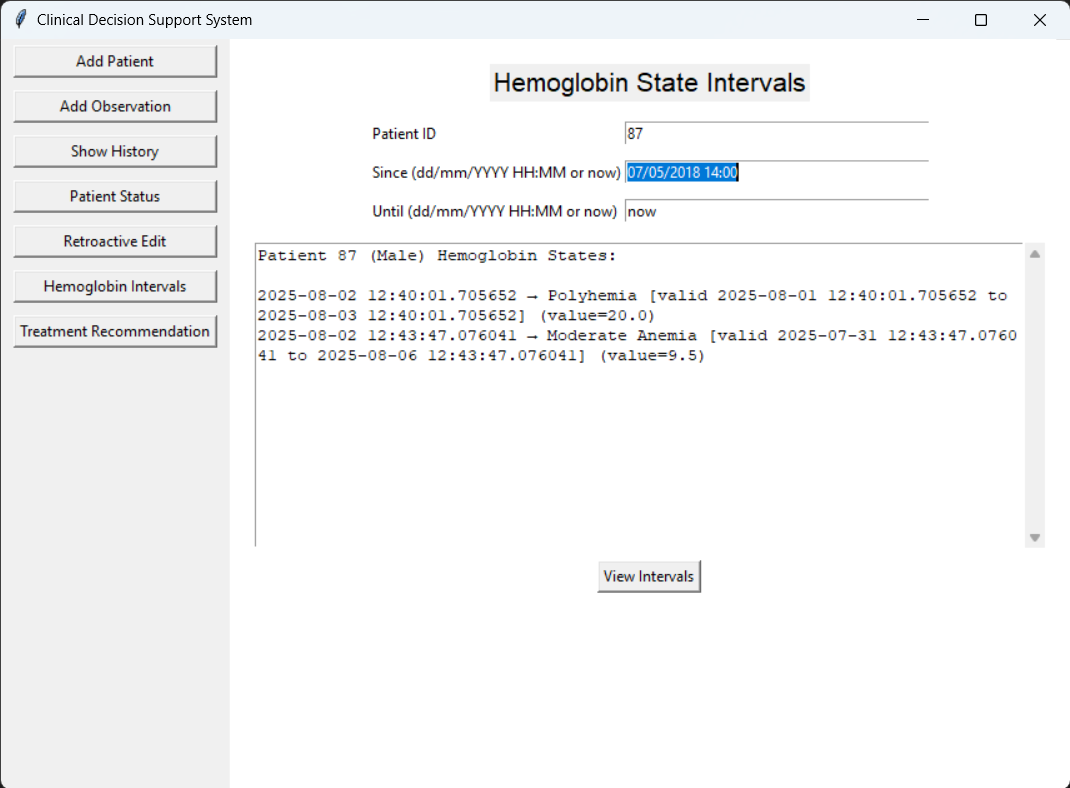 Clinical Decision Support System
Add Patient
Add Observation
Show History
Patient Status
Retroactive Edit
Hemoglobin Intervals
Treatment Recommendation
Hemoglobin State Intervals
Patient ID 87
Since (dd/mm/YYYY HH:MM or now) 07/05/2018 14:00
Until (dd/mm/YYYY HH:MM or now) now
Patient 87 (Male) Hemoglobin States:
2025-08-02 12:40:01.705652 → Polyhemia [valid 2025-08-01 12:40:01.705652 to
2025-08-03 12:40:01.705652] (value=20.0)
2025-08-02 12:43:47.076041 → Moderate Anemia [valid 2025-07-31 12:43:47.0760
41 to 2025-08-06 12:43:47.076041] (value=9.5)
View Intervals